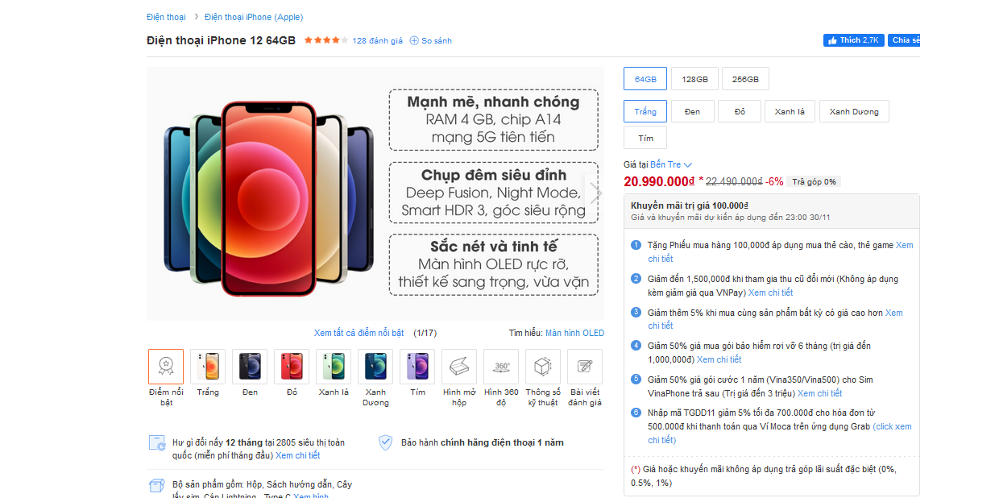 Điện thoại › Điện thoại iPhone (Apple)
Điện thoại iPhone 12 64GB 128 đánh giá So sánh
Thích 2,7K Chia sẻ
Mạnh mẽ, nhanh chóng
RAM 4 GB, chip A14
mạng 5G tiên tiến
Chụp đêm siêu đỉnh
Deep Fusion, Night Mode,
Smart HDR 3, góc siêu rộng
Sắc nét và tinh tế
Màn hình OLED rực rỡ,
thiết kế sang trọng, vừa vặn
Xem tất cả điểm nổi bật (1/17) Tìm hiểu: Màn hình OLED
Điểm nổi bật
Trắng
Đen
Đỏ
Xanh lá
Xanh Dương
Tím
Hình mở hộp
360°
Hình 360 độ
Thông số kỹ thuật
Bài viết đánh giá
Hư gì đổi nấy 12 tháng tại 2805 siêu thị toàn
quốc (miễn phí tháng đầu) Xem chi tiết
Bảo hành chính hãng điện thoại 1 năm
Bộ sản phẩm gồm: Hộp, Sách hướng dẫn, Cây
lấy sim, Cáp Lightning - Type C Xem hình
64GB 128GB 256GB
Trắng Đen Đỏ Xanh lá Xanh Dương
Tím
Giá tại Bến Tre
20.990.000₫ * 22.490.000₫ -6% Trả góp 0%
Khuyến mãi trị giá 100.000₫
Giá và khuyến mãi dự kiến áp dụng đến 23:00 30/11
1 Tặng Phiếu mua hàng 100,000đ áp dụng mua thẻ cào, thẻ game Xem
chi tiết
2 Giảm đến 1,500,000đ khi tham gia thu cũ đổi mới (Không áp dụng
kèm giảm giá qua VNPay) Xem chi tiết
3 Giảm thêm 5% khi mua cùng sản phẩm bất kỳ có giá cao hơn Xem
chi tiết
4 Giảm 50% giá mua gói bảo hiểm rơi vỡ 6 tháng (trị giá đến
1,000,000đ) Xem chi tiết
5 Giảm 50% giá gói cước 1 năm (Vina350/Vina500) cho Sim
VinaPhone trả sau (Trị giá đến 3 triệu) Xem chi tiết
6 Nhập mã TGDD11 giảm 5% tối đa 700.000đ cho hóa đơn từ
500.000đ khi thanh toán qua Ví Moca trên ứng dụng Grab (click xem
chi tiết)
(*) Giá hoặc khuyến mãi không áp dụng trả góp lãi suất đặc biệt (0%,
0.5%, 1%)